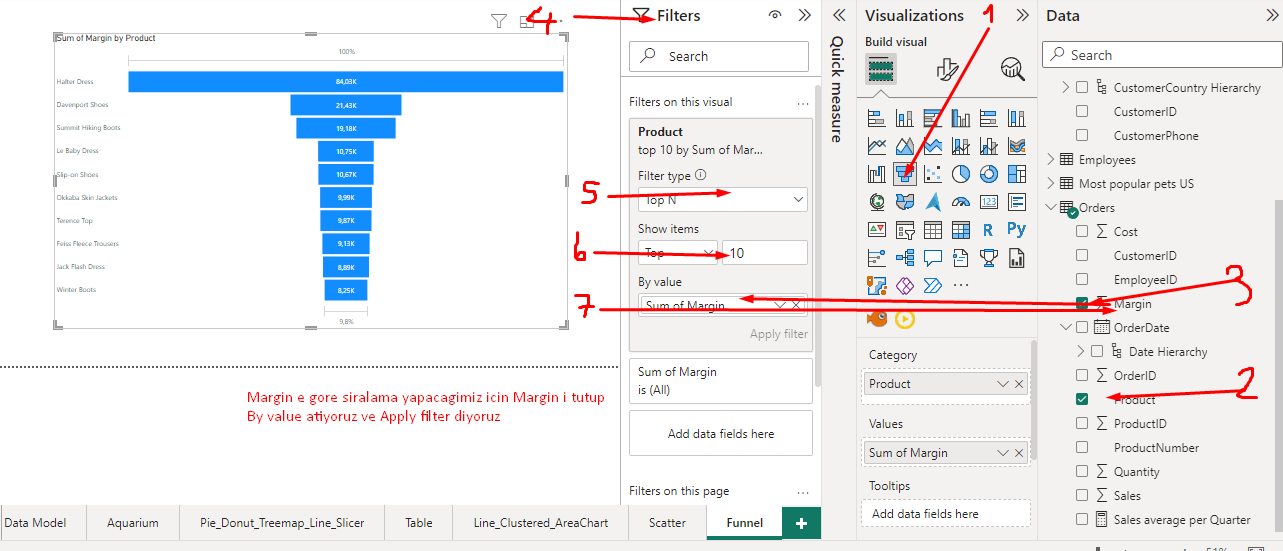 4
Sum of Margin by Product
100%
Halter Dress
84,03K
Davenport Shoes
21,43K
Summit Hiking Boots
19,18K
Le Baby Dress
10,75K
Slip-on Shoes
10,67K
Okkaba Skin Jackets
9,99K
Terence Top
9,87K
Feiss Fleece Trousers
9,13K
Jack Flash Dress
8,89K
Winter Boots
8,25K
9,8%
Margin e gore siralama yapacagimiz icin Margin i tutup
By value atiyoruz ve Apply filter diyoruz
Filters
Search
Filters on this visual
Product
top 10 by Sum of Mar...
Filter type
5
Top N
Show items
6
Top
10
By value
7
Sum of Margin
Apply filter
Sum of Margin
is (All)
Add data fields here
Filters on this page
Quick measure
Visualizations
1
Build visual
123
R
Py
Category
Product
Values
Sum of Margin
Tooltips
Add data fields here
Data
Search
CustomerCountry Hierarchy
CustomerID
CustomerPhone
Employees
Most popular pets US
Orders
Cost
CustomerID
EmployeeID
3
Margin
OrderDate
Date Hierarchy
OrderID
2
Product
ProductID
ProductNumber
Quantity
Sales
Sales average per Quarter
Data Model
Aquarium
Pie_Donut_Treemap_Line_Slicer
Table
Line_Clustered_AreaChart
Scatter
Funnel
+